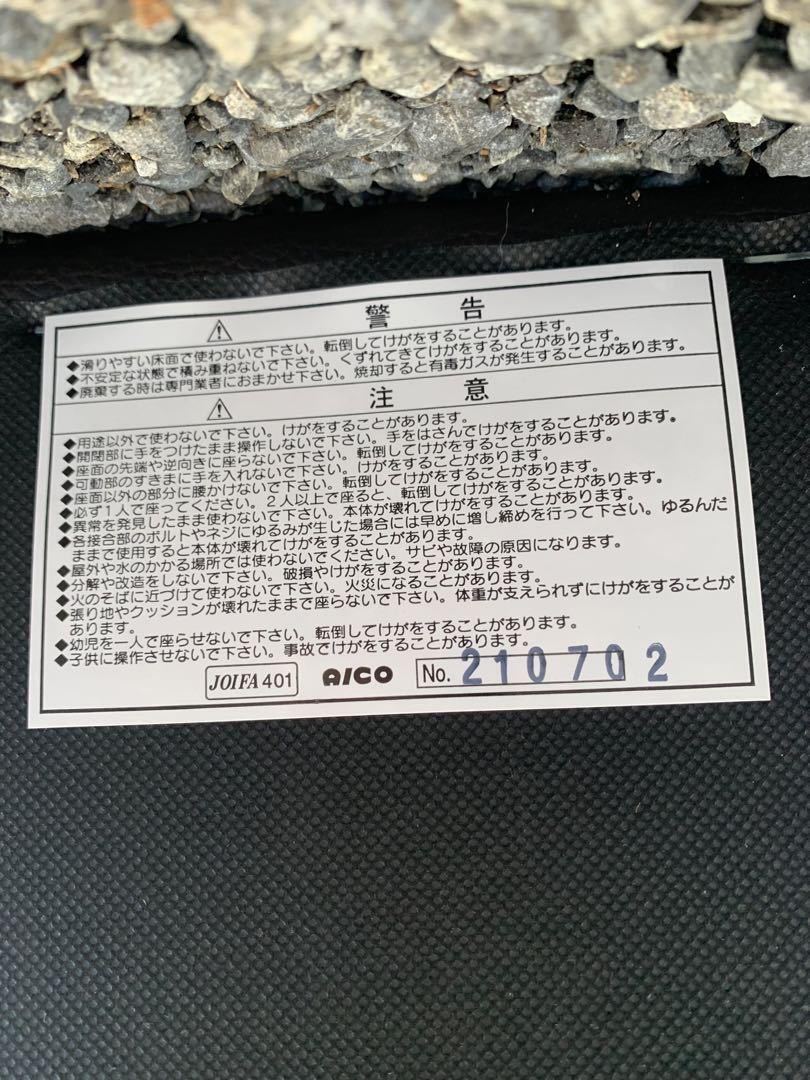 ⚠ 警告
◆滑りやすい床面で使わないで下さい。転倒してけがをすることがあります。
◆不安定な状態で積み重ねないで下さい。くずれてきてけがをすることがあります。
◆廃棄する時は専門業者におまかせ下さい。焼却すると有毒ガスが発生することがあります。
⚠ 注意
◆用途以外で使わないで下さい。けがをすることがあります。
◆開閉部に手をつけたまま操作しないで下さい。手をはさんでけがをすることがあります。
◆座面の先端や逆向きに座らないで下さい。転倒してけがをすることがあります。
◆可動部のすきまに手を入れないで下さい。けがをすることがあります。
◆座面以外の部分に腰かけないで下さい。転倒してけがをすることがあります。
◆必ず1人で座ってください。2人以上で座ると、転倒してけがをすることがあります。
◆異常を発見したまま使わないで下さい。本体が壊れてけがをすることがあります。
◆各接合部のボルトやネジにゆるみが生じた場合には早めに増し締めを行って下さい。ゆるんだ
ままで使用すると本体が壊れてけがをすることがあります。
◆屋外や水のかかる場所では使わないでください。サビや故障の原因になります。
◆分解や改造をしないで下さい。破損やけがをすることがあります。
◆火のそばに近づけて使わないで下さい。火災になることがあります。
◆張り地やクッションが壊れたままで座らないで下さい。体重が支えられずにけがをすることが
あります。
◆幼児を一人で座らせないで下さい。転倒してけがをすることがあります。
◆子供に操作させないで下さい。事故でけがをすることがあります。
JOIFA 401 AICO No. 210702